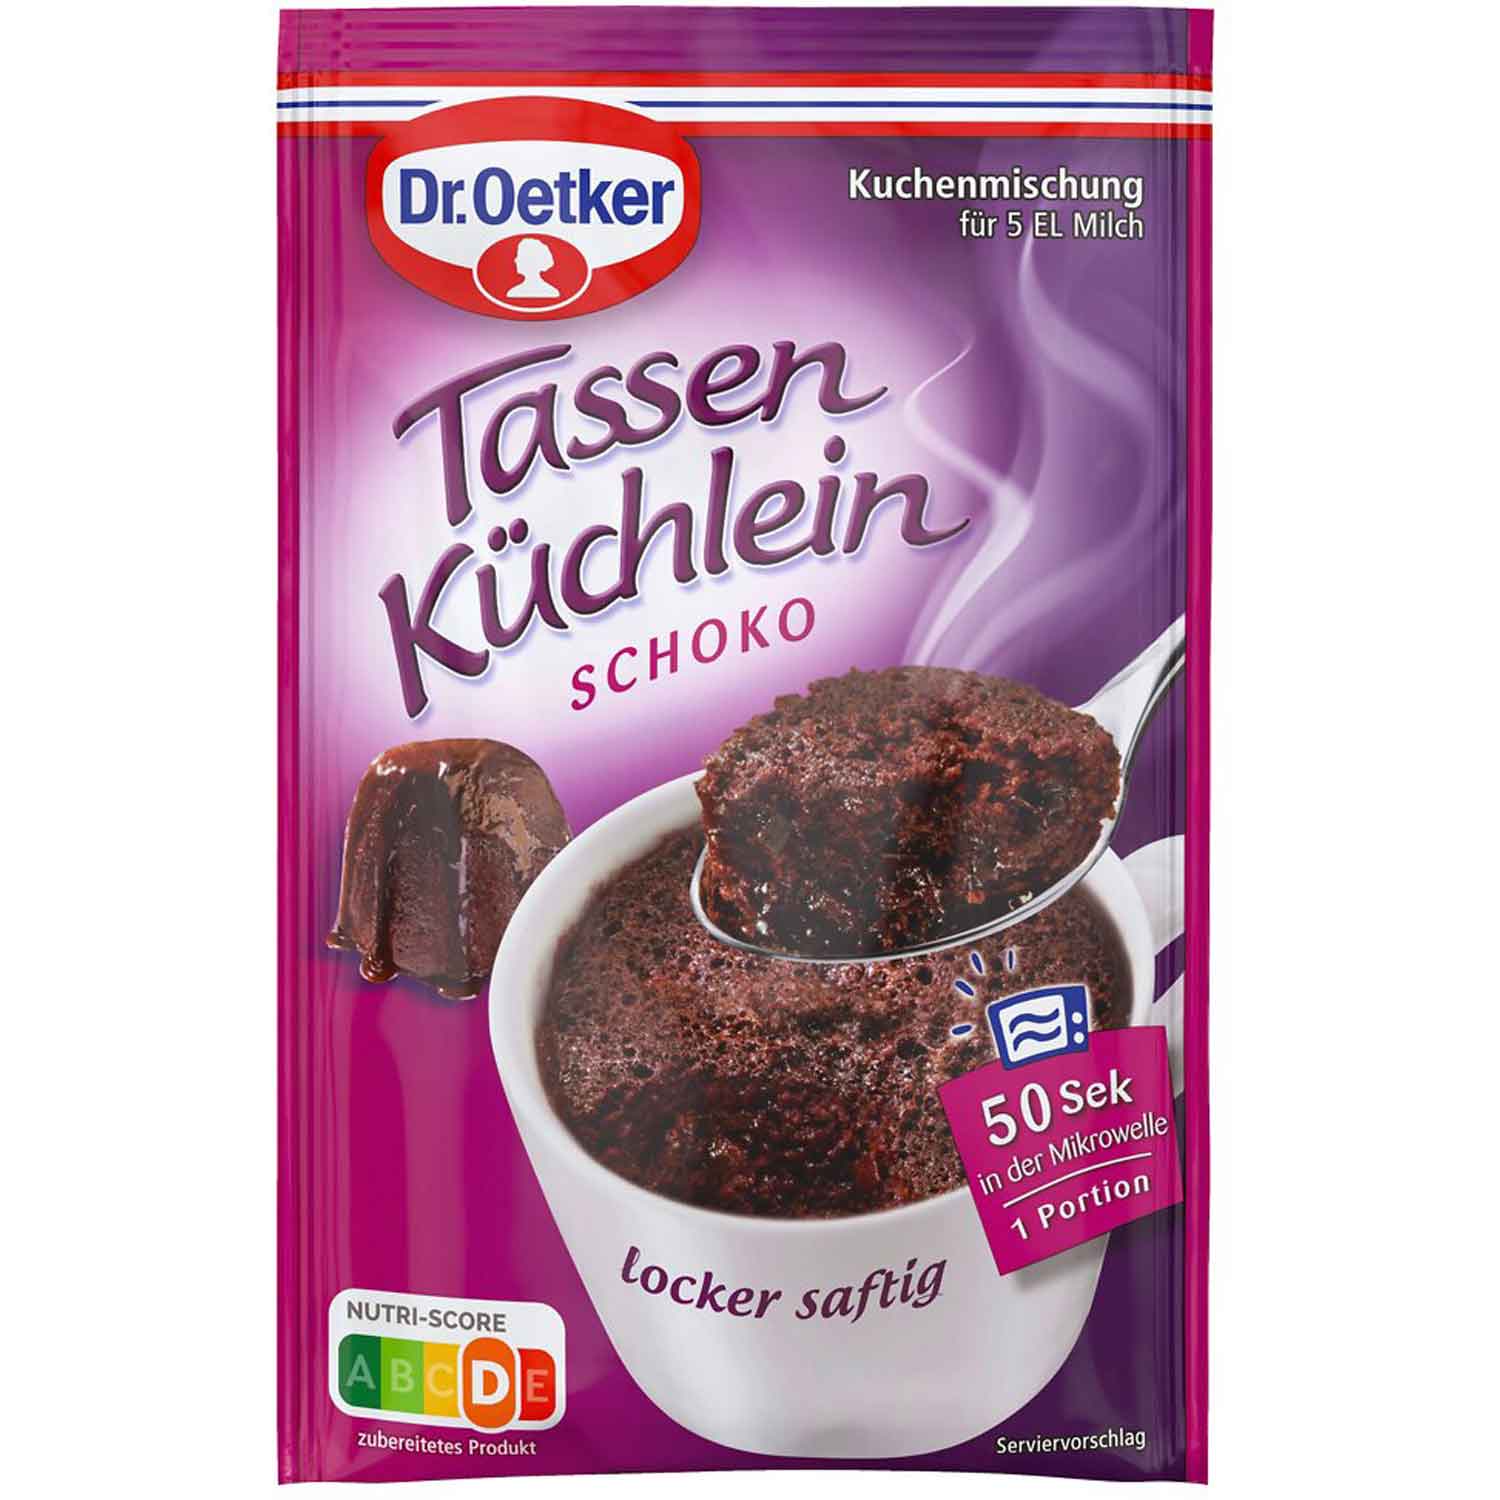 Dr. Oetker
Kuchenmischung
für 5 EL Milch
Tassen
Küchlein
SCHOKO
50 Sek
in der Mikrowelle
1 Portion
locker saftig
NUTRI-SCORE
A B C D E
zubereitetes Produkt
Serviervorschlag